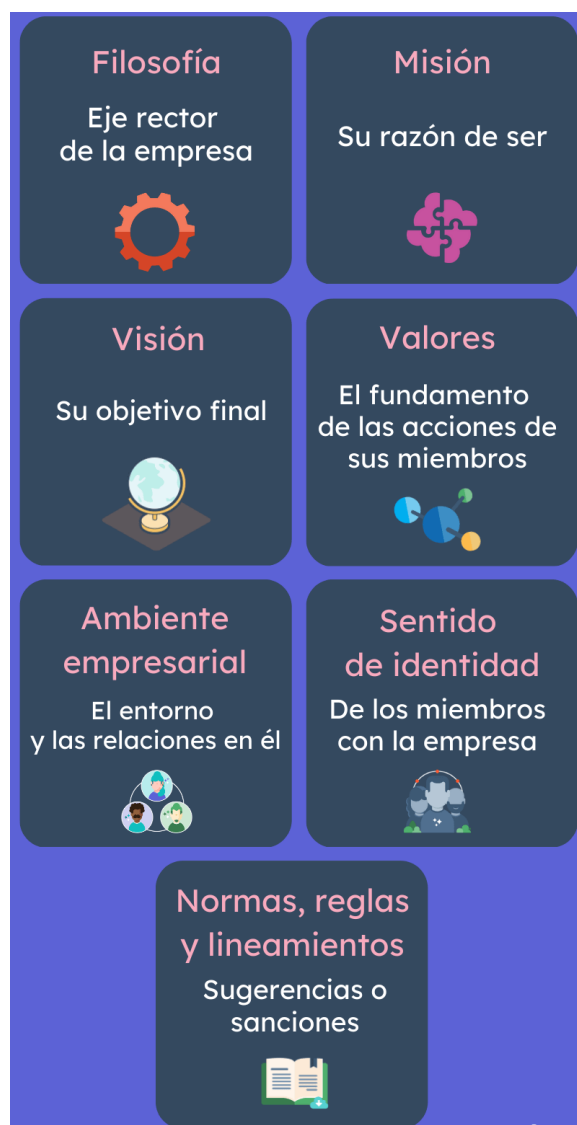 Filosofía
Eje rector
de la empresa
Misión
Su razón de ser
Visión
Su objetivo final
Valores
El fundamento
de las acciones de
sus miembros
Ambiente
empresarial
El entorno
y las relaciones en él
Sentido
de identidad
De los miembros
con la empresa
Normas, reglas
y lineamientos
Sugerencias o
sanciones